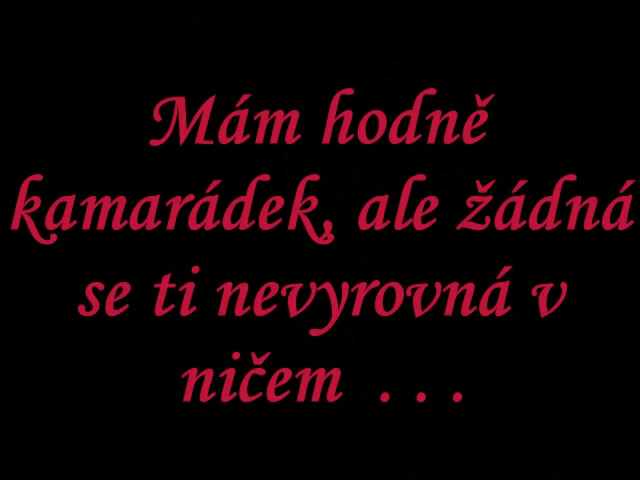 Mám hodně
kamarádek, ale žádná
se ti nevyrovná v
ničem . . .